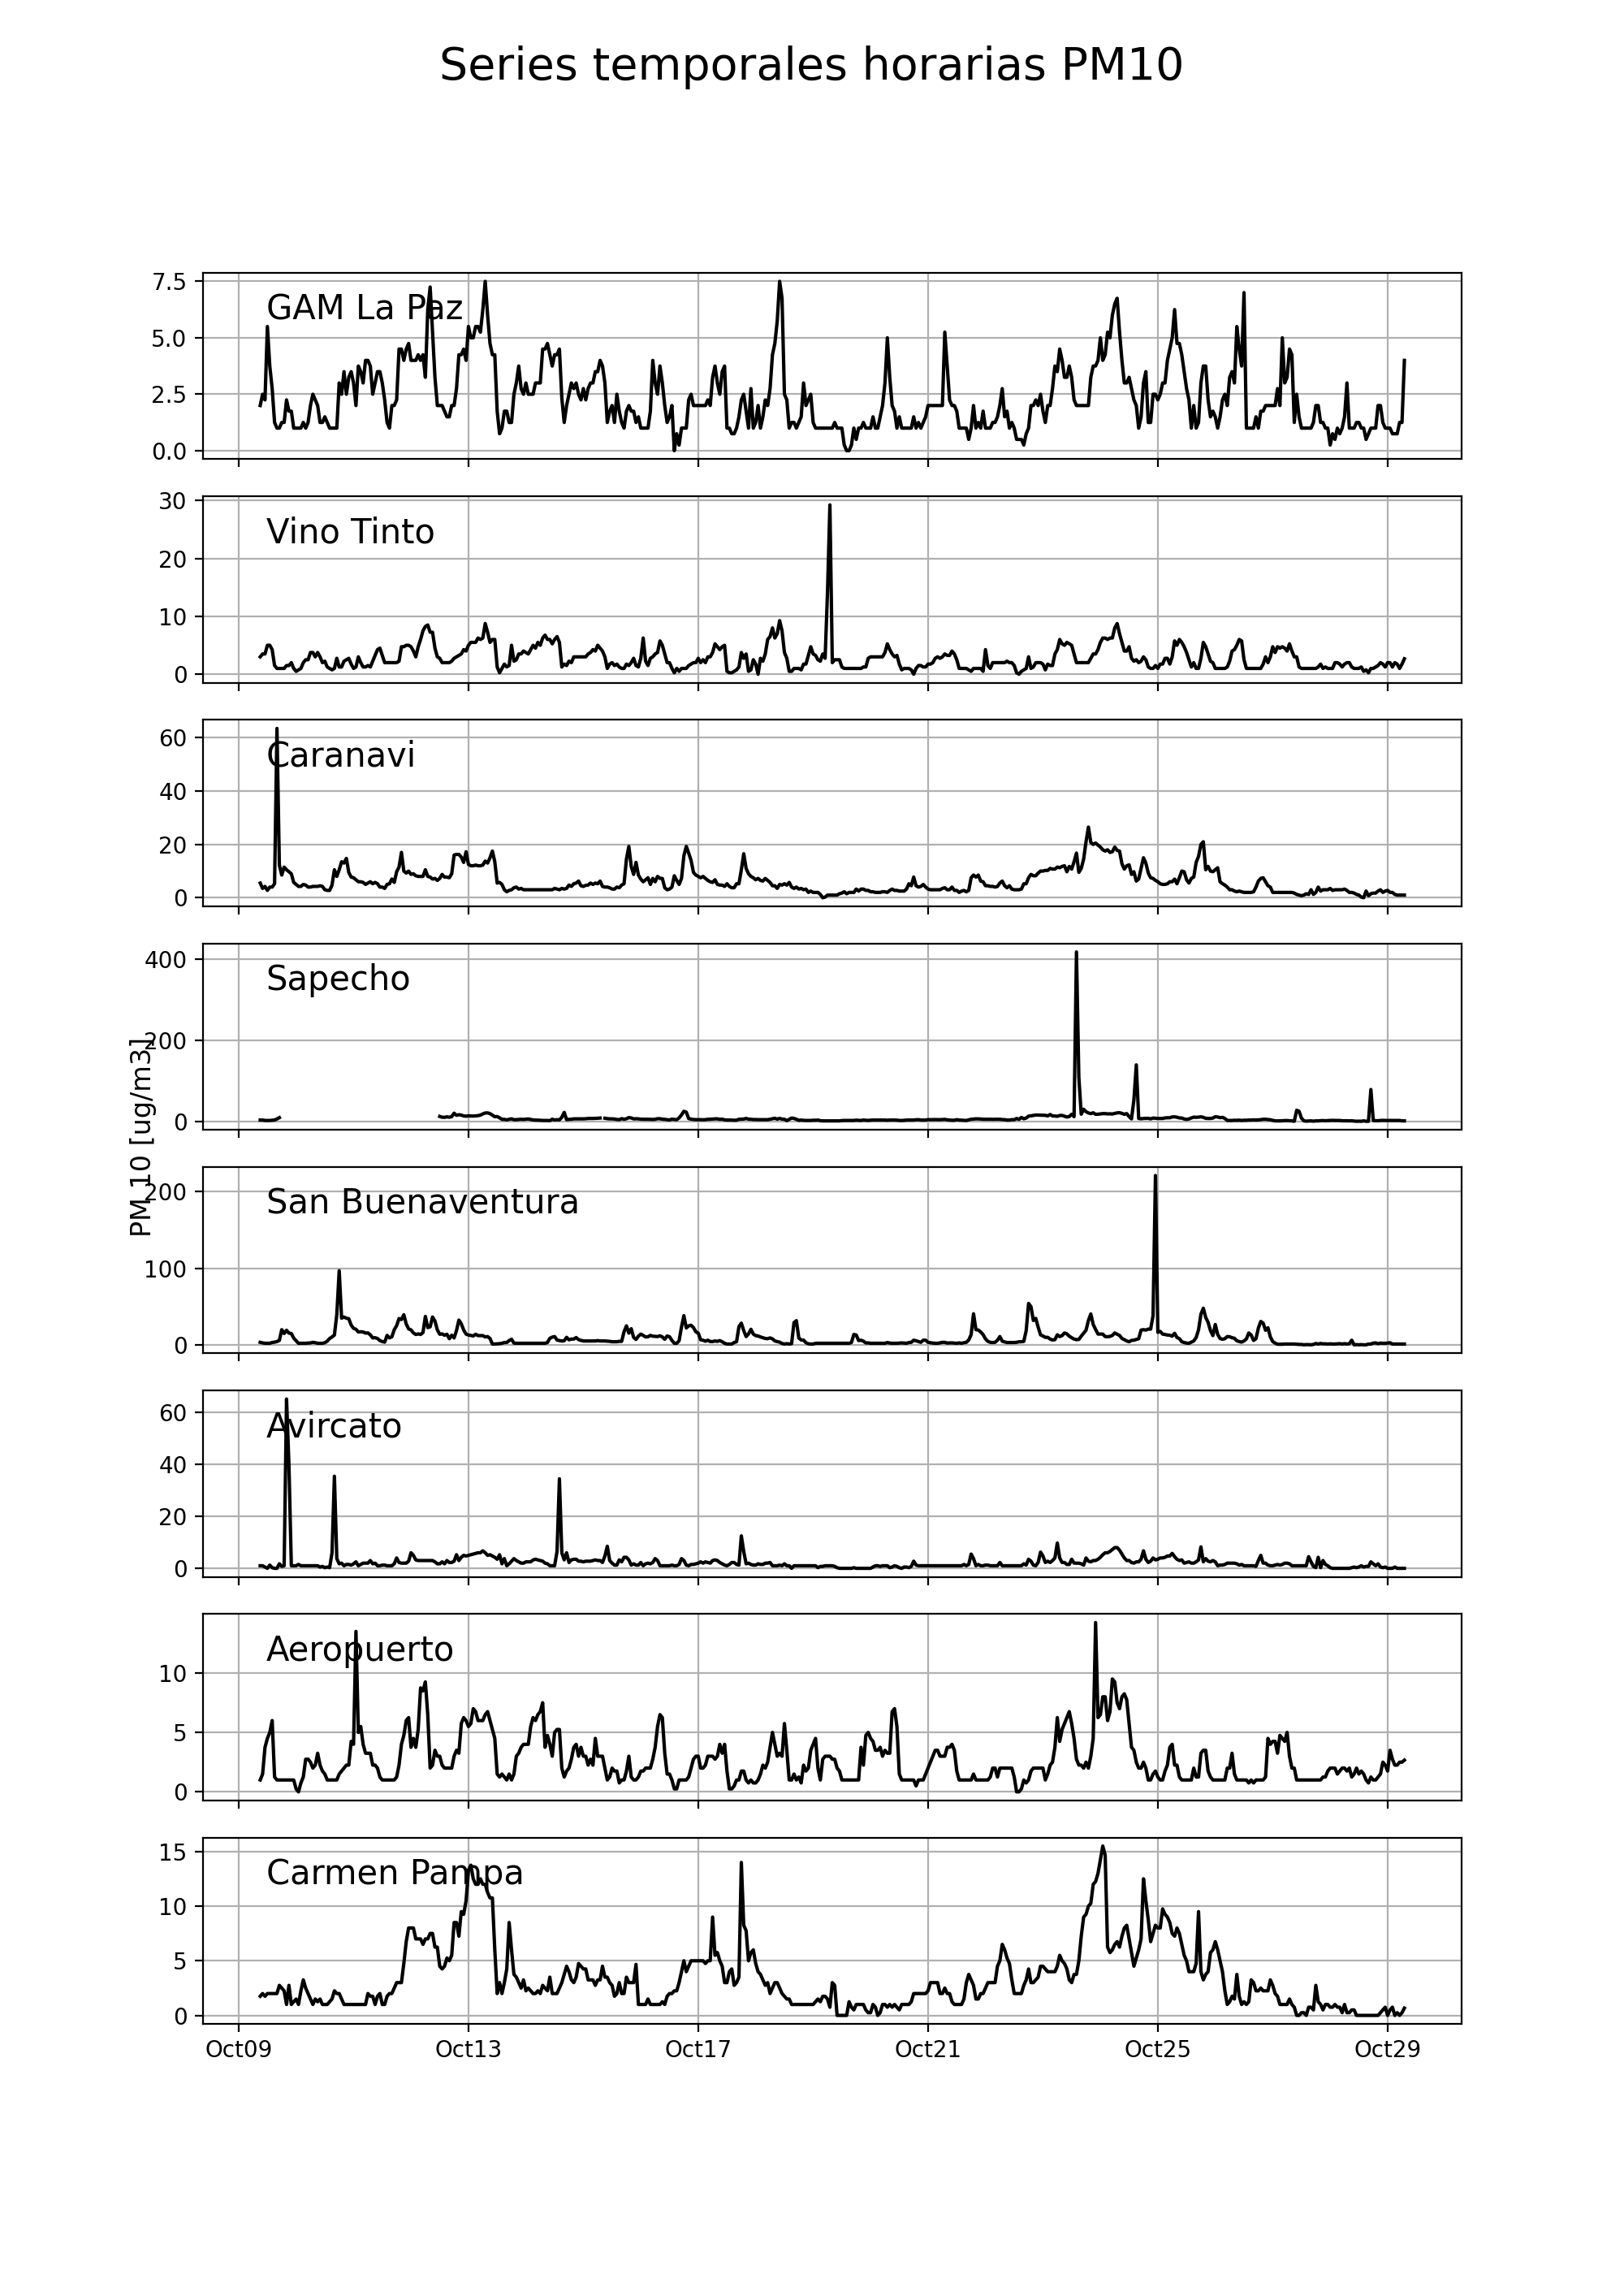 Series temporales horarias PM10
7.5
GAM La Paz
5.0
2.5
0.0
30
Vino Tinto
20
10
0
60
Caranavi
40
20
0
400
Sapecho
200
0
PM 10 [ug/m3]
200
San Buenaventura
100
0
60
Avircato
40
20
0
Aeropuerto
10
5
0
15
Carmen Pampa
10
5
0
Oct09 Oct13 Oct17 Oct21 Oct25 Oct29